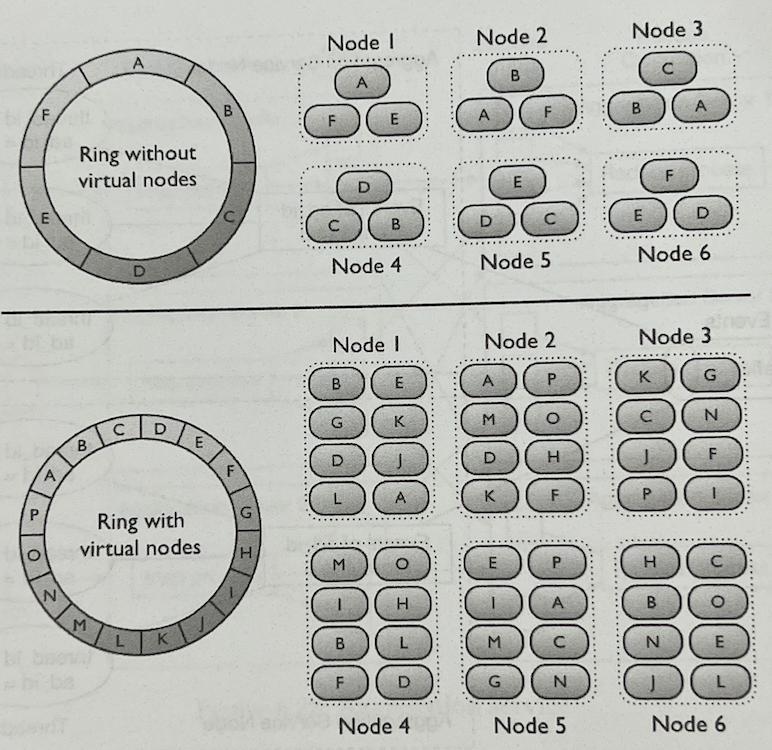 A
B
C
D
E
F
Ring without
virtual nodes
Node 1
A
F E
Node 2
B
A F
Node 3
C
B A
D
C B
Node 4
E
D C
Node 5
F
E D
Node 6
A
B
C
D
E
F
G
H
I
J
K
L
M
N
O
P
Ring with
virtual nodes
Node 1
B E
G K
D J
L A
Node 2
A P
M O
D H
K F
Node 3
K G
C N
J F
P I
M O
I H
B L
F D
Node 4
E P
I A
M C
G N
Node 5
H C
B O
N E
J L
Node 6